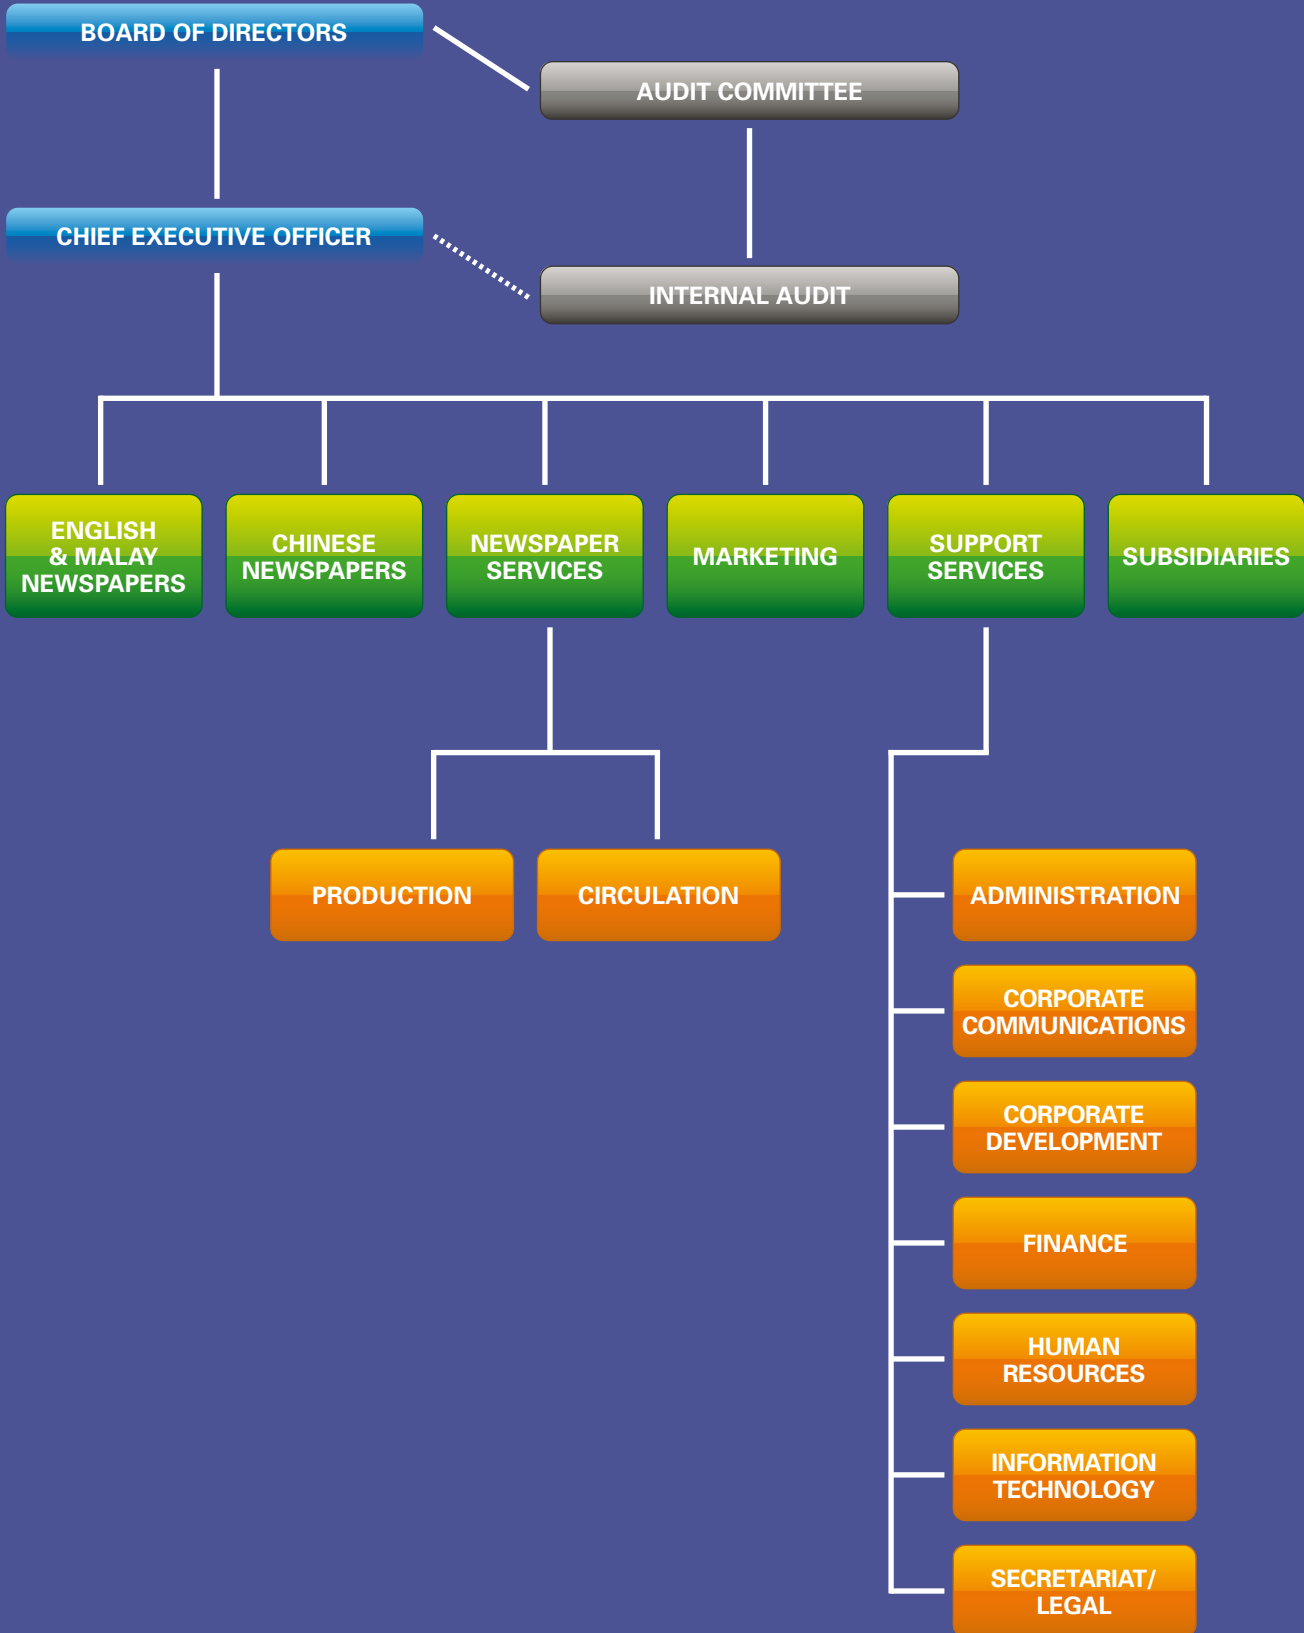 BOARD OF DIRECTORS
AUDIT COMMITTEE
CHIEF EXECUTIVE OFFICER
INTERNAL AUDIT
ENGLISH
& MALAY
NEWSPAPERS
CHINESE
NEWSPAPERS
NEWSPAPER
SERVICES
MARKETING
SUPPORT
SERVICES
SUBSIDIARIES
PRODUCTION
CIRCULATION
ADMINISTRATION
CORPORATE
COMMUNICATIONS
CORPORATE
DEVELOPMENT
FINANCE
HUMAN
RESOURCES
INFORMATION
TECHNOLOGY
SECRETARIAT/
LEGAL